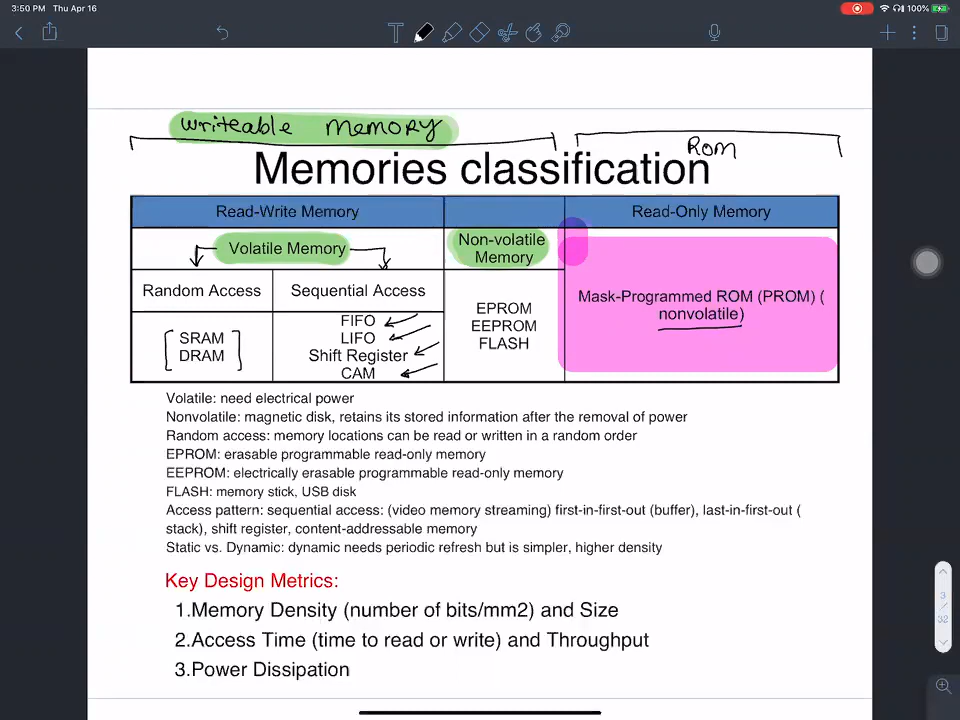 3:50 PM Thu Apr 16
100%
writeable memory
Rom
Memories classification
Read-Write Memory
Read-Only Memory
Volatile Memory
Non-volatile
Memory
Random Access
Sequential Access
SRAM
DRAM
FIFO
LIFO
Shift Register
CAM
EPROM
EEPROM
FLASH
Mask-Programmed ROM (PROM) (
nonvolatile)
Volatile: need electrical power
Nonvolatile: magnetic disk, retains its stored information after the removal of power
Random access: memory locations can be read or written in a random order
EPROM: erasable programmable read-only memory
EEPROM: electrically erasable programmable read-only memory
FLASH: memory stick, USB disk
Access pattern: sequential access: (video memory streaming) first-in-first-out (buffer), last-in-first-out (
stack), shift register, content-addressable memory
Static vs. Dynamic: dynamic needs periodic refresh but is simpler, higher density
Key Design Metrics:
1.Memory Density (number of bits/mm2) and Size
2.Access Time (time to read or write) and Throughput
3.Power Dissipation
3
/
32